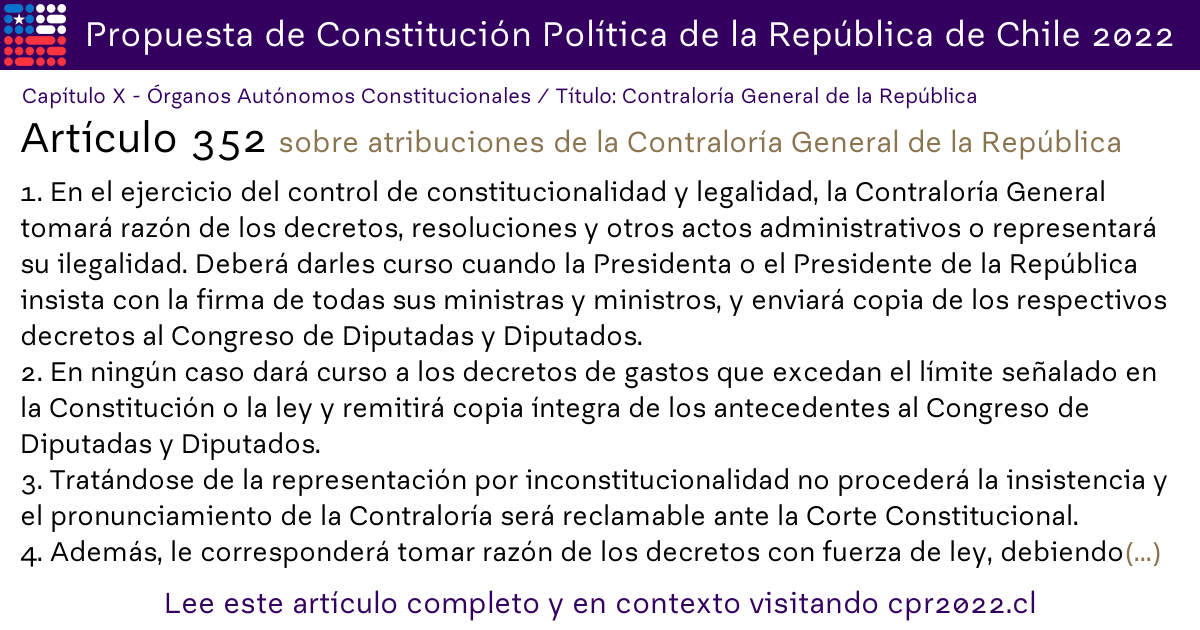 Propuesta de Constitución Política de la República de Chile 2022
Capítulo X - Órganos Autónomos Constitucionales / Título: Contraloría General de la República
Artículo 352 sobre atribuciones de la Contraloría General de la República
1. En el ejercicio del control de constitucionalidad y legalidad, la Contraloría General
tomará razón de los decretos, resoluciones y otros actos administrativos o representará
su ilegalidad. Deberá darles curso cuando la Presidenta o el Presidente de la República
insista con la firma de todas sus ministras y ministros, y enviará copia de los respectivos
decretos al Congreso de Diputadas y Diputados.
2. En ningún caso dará curso a los decretos de gastos que excedan el límite señalado en
la Constitución o la ley y remitirá copia íntegra de los antecedentes al Congreso de
Diputadas y Diputados.
3. Tratándose de la representación por inconstitucionalidad no procederá la insistencia y
el pronunciamiento de la Contraloría será reclamable ante la Corte Constitucional.
4. Además, le corresponderá tomar razón de los decretos con fuerza de ley, debiendo(...)
Lee este artículo completo y en contexto visitando cpr2022.cl